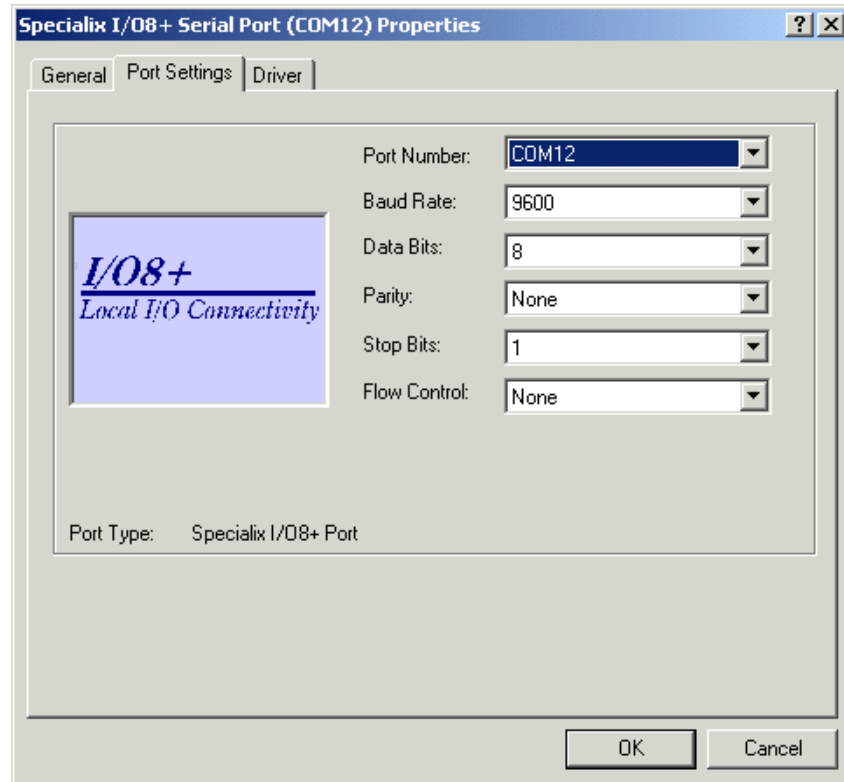 Specialix I/O8+ Serial Port (COM12) Properties
General Port Settings Driver
Port Number: COM12
Baud Rate: 9600
I/O8+
Local I/O Connectivity
Data Bits: 8
Parity: None
Stop Bits: 1
Flow Control: None
Port Type: Specialix I/O8+ Port
OK Cancel